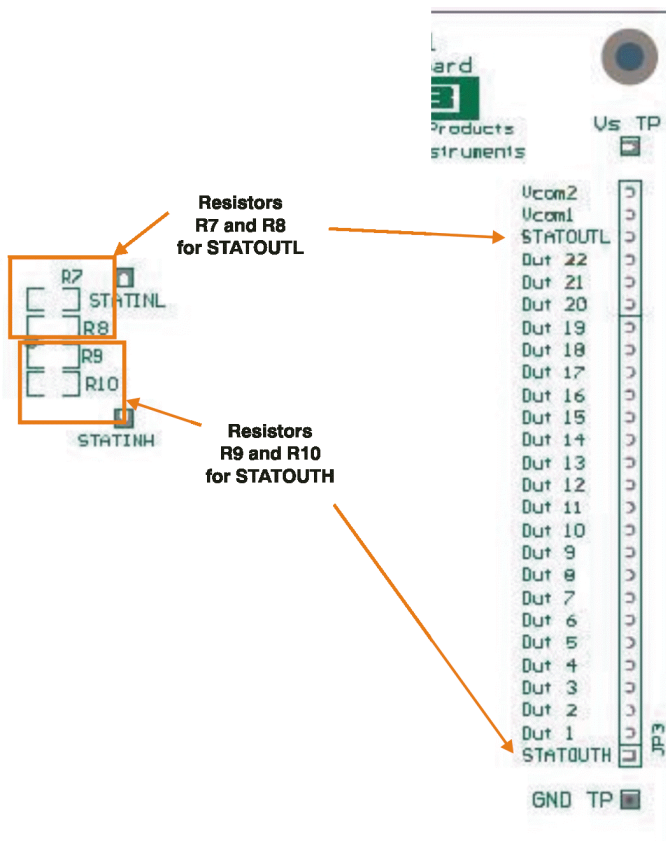 ard
Products
struments
Vs TP
Resistors
R7 and R8
for STATOUTL
R7
STATINL
R8
R9
R10
STATINH
Resistors
R9 and R10
for STATOUTH
Vcom2
Vcom1
STATOUTL
Out 22
Out 21
Out 20
Out 19
Out 18
Out 17
Out 16
Out 15
Out 14
Out 13
Out 12
Out 11
Out 10
Out 9
Out 8
Out 7
Out 6
Out 5
Out 4
Out 3
Out 2
Out 1
STATOUTH
JP3
GND TP